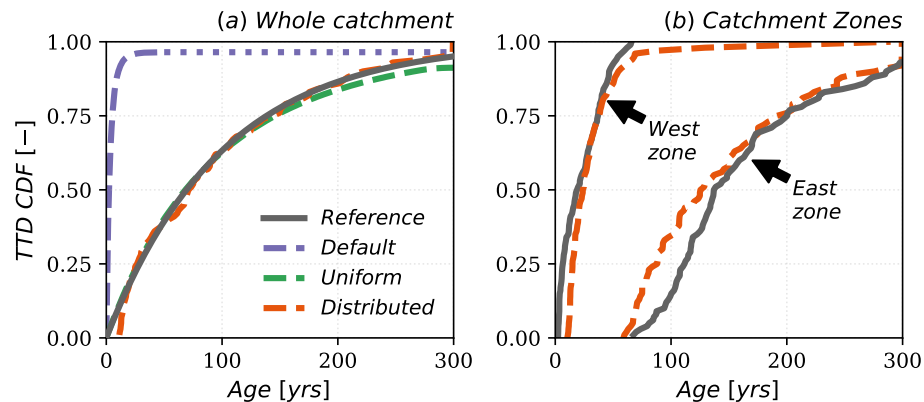 (a) Whole catchment
(b) Catchment Zones
TTD CDF [−]
1.00
0.75
0.50
0.25
0.00
0
100
200
300
Age [yrs]
Reference
Default
Uniform
Distributed
1.00
0.75
0.50
0.25
0.00
0
100
200
300
Age [yrs]
West
zone
East
zone